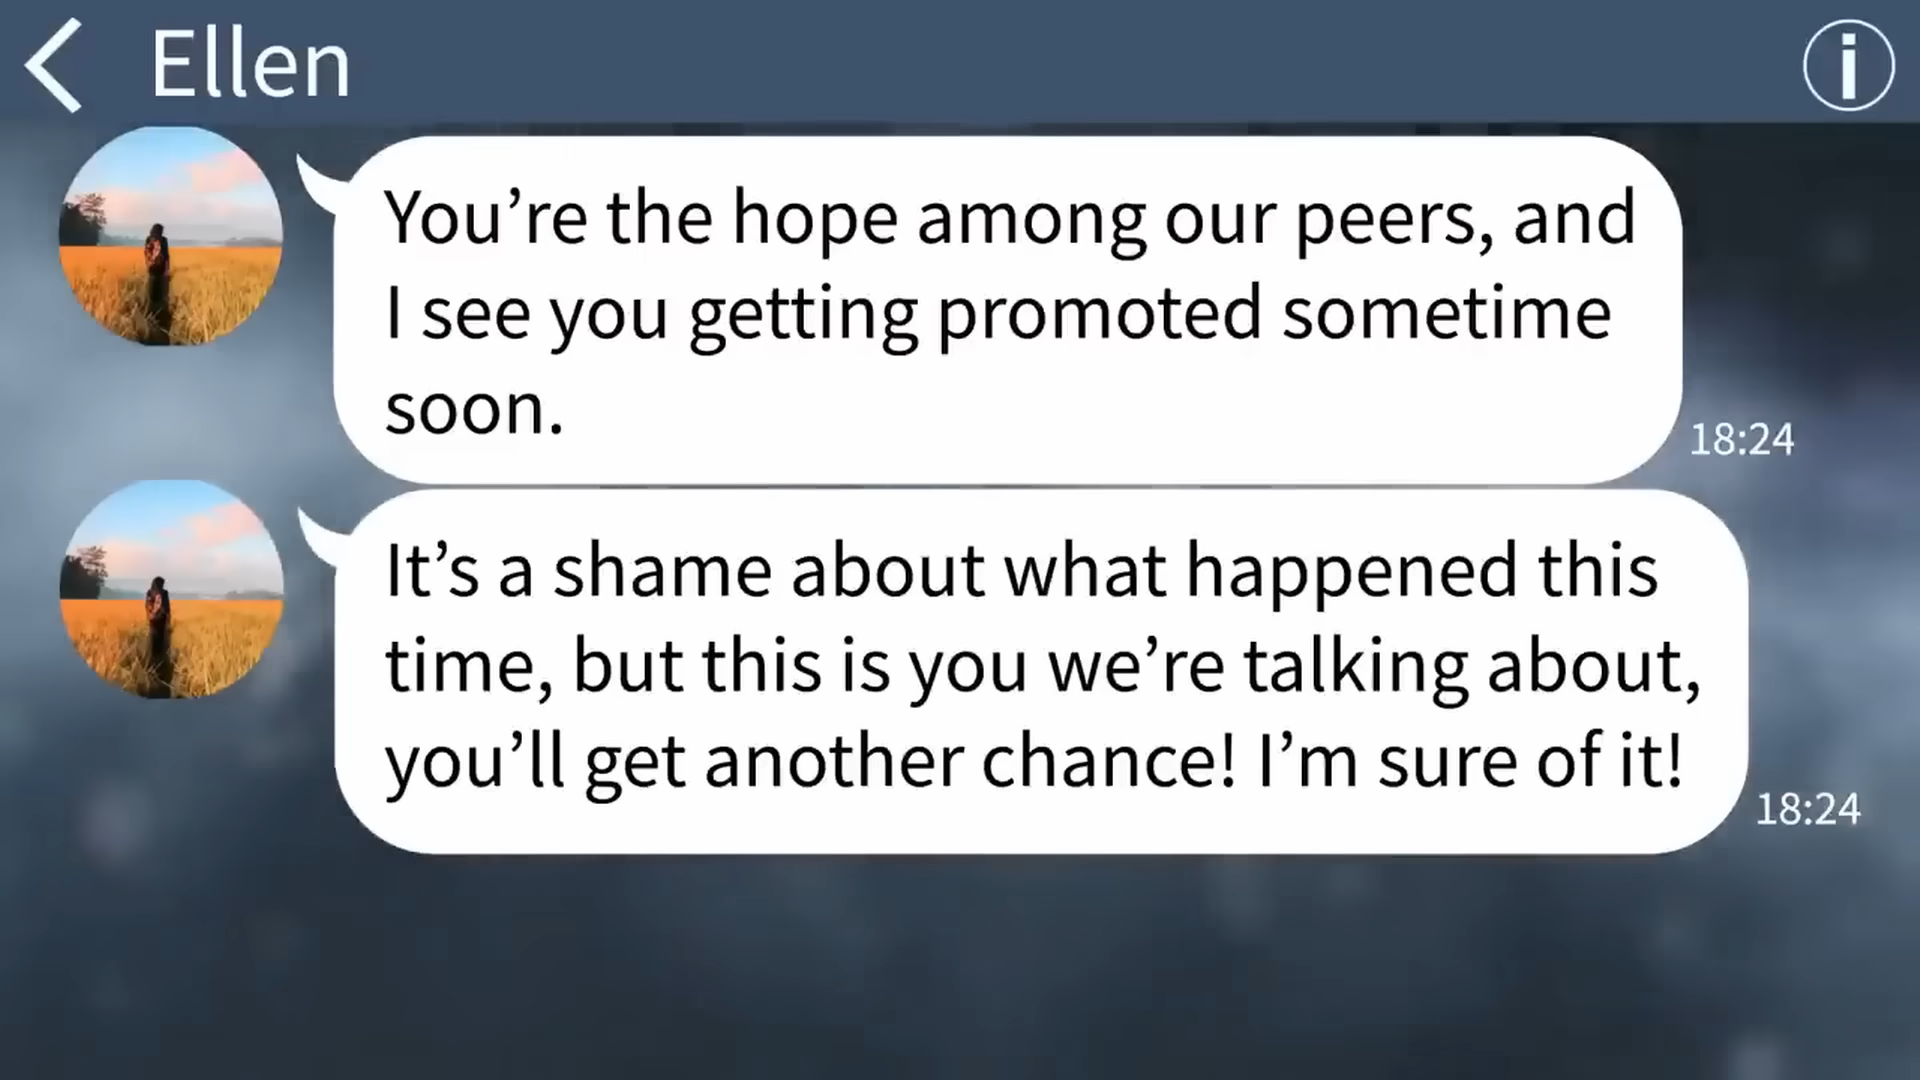 Ellen
You’re the hope among our peers, and
I see you getting promoted sometime
soon.
18:24
It’s a shame about what happened this
time, but this is you we’re talking about,
you’ll get another chance! I’m sure of it!
18:24